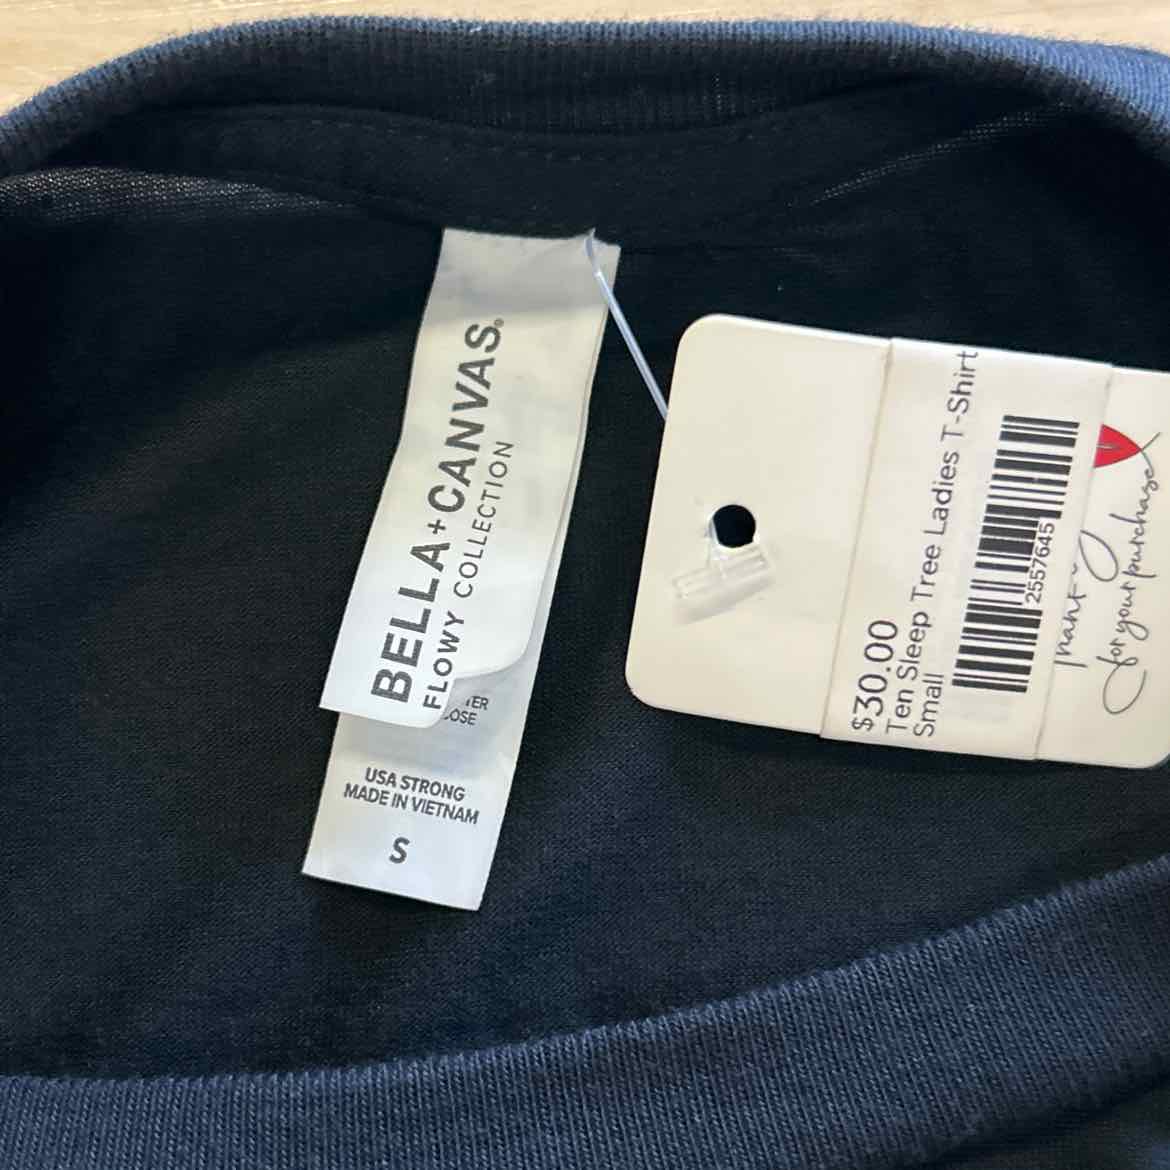 BELLA+CANVAS®
FLOWY COLLECTION
OSE
USA STRONG
MADE IN VIETNAM
S
$30.00
Ten Sleep Tree Ladies T-Shirt
Small
2557645
for your purchase